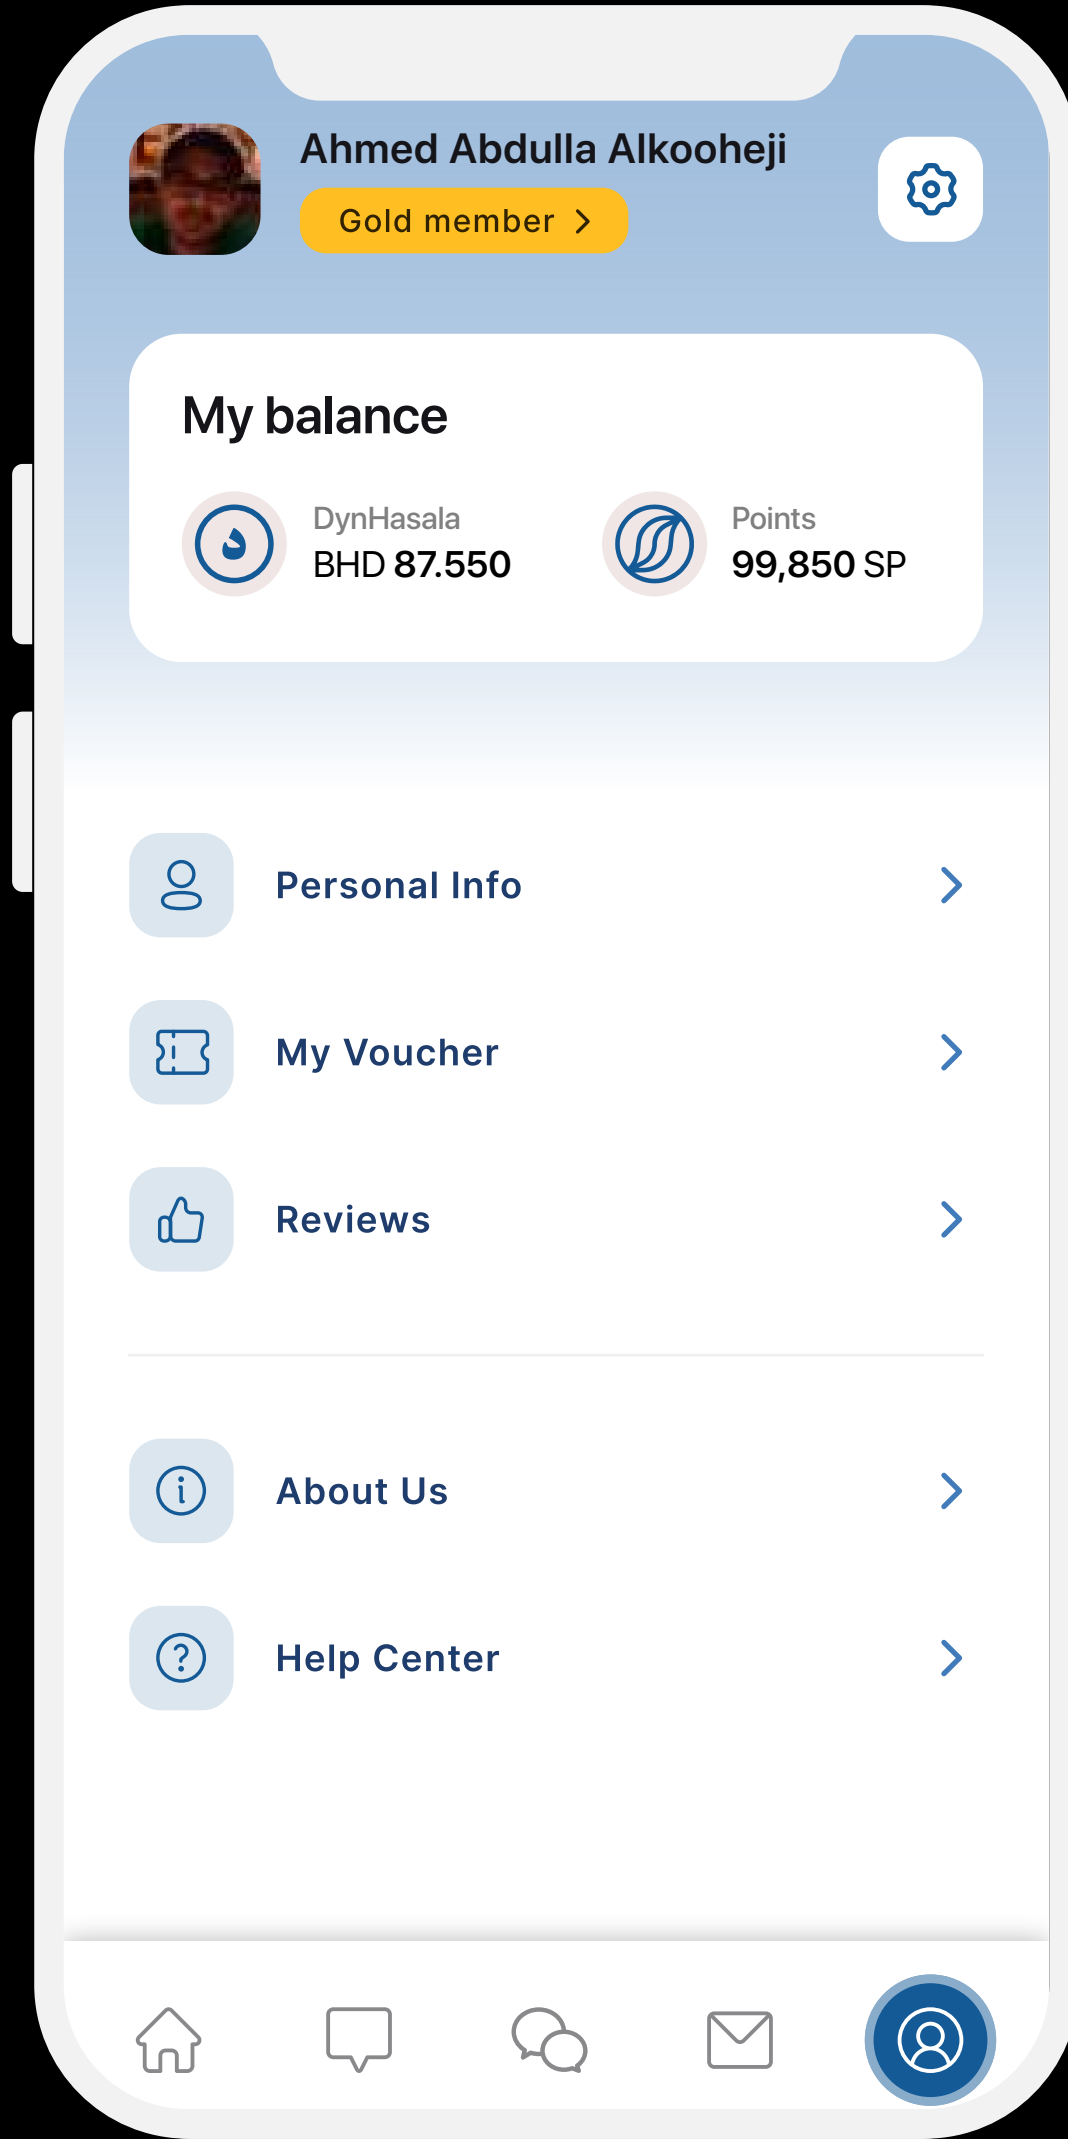 Ahmed Abdulla Alkooheji
Gold member
My balance
DynHasala
BHD 87.550
Points
99,850 SP
Personal Info
My Voucher
Reviews
About Us
Help Center